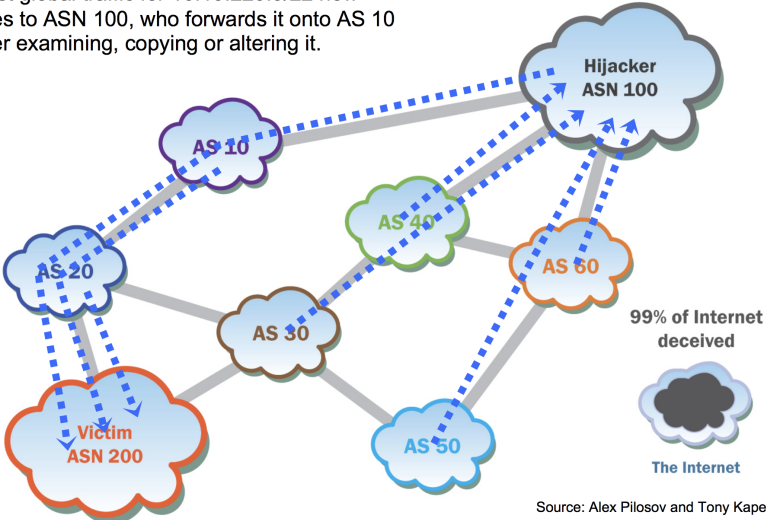 es to ASN 100, who forwards it onto AS 10
er examining, copying or altering it.
Hijacker
ASN 100
AS 10
AS 40
AS 20
AS 60
AS 30
99% of Internet
deceived
Victim
ASN 200
AS 50
The Internet
Source: Alex Pilosov and Tony Kape